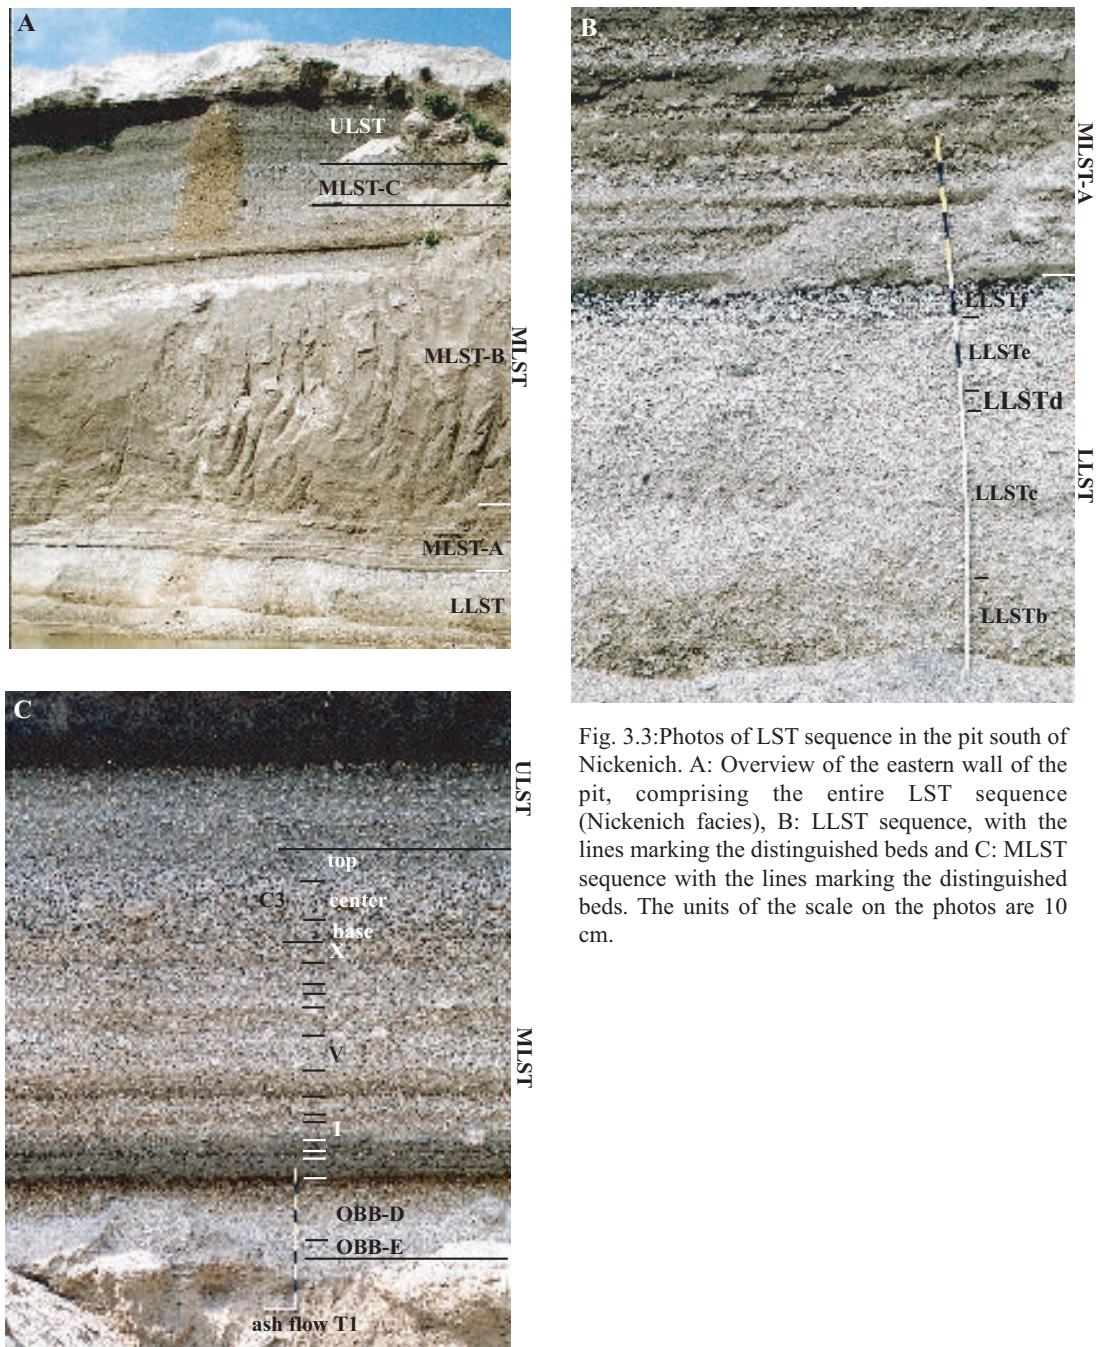 A
ULST
MLST-C
MLST-B
MLST
MLST-A
LLST
B
MLST-A
LLSTf
LLSTe
LLSTd
LLST
LLSTc
LLSTb
C
ULST
top
C3
center
base
X
MLST
V
I
OBB-D
OBB-E
ash flow T1
Fig. 3.3:Photos of LST sequence in the pit south of
Nickenich. A: Overview of the eastern wall of the
pit, comprising the entire LST sequence
(Nickenich facies), B: LLST sequence, with the
lines marking the distinguished beds and C: MLST
sequence with the lines marking the distinguished
beds. The units of the scale on the photos are 10
cm.